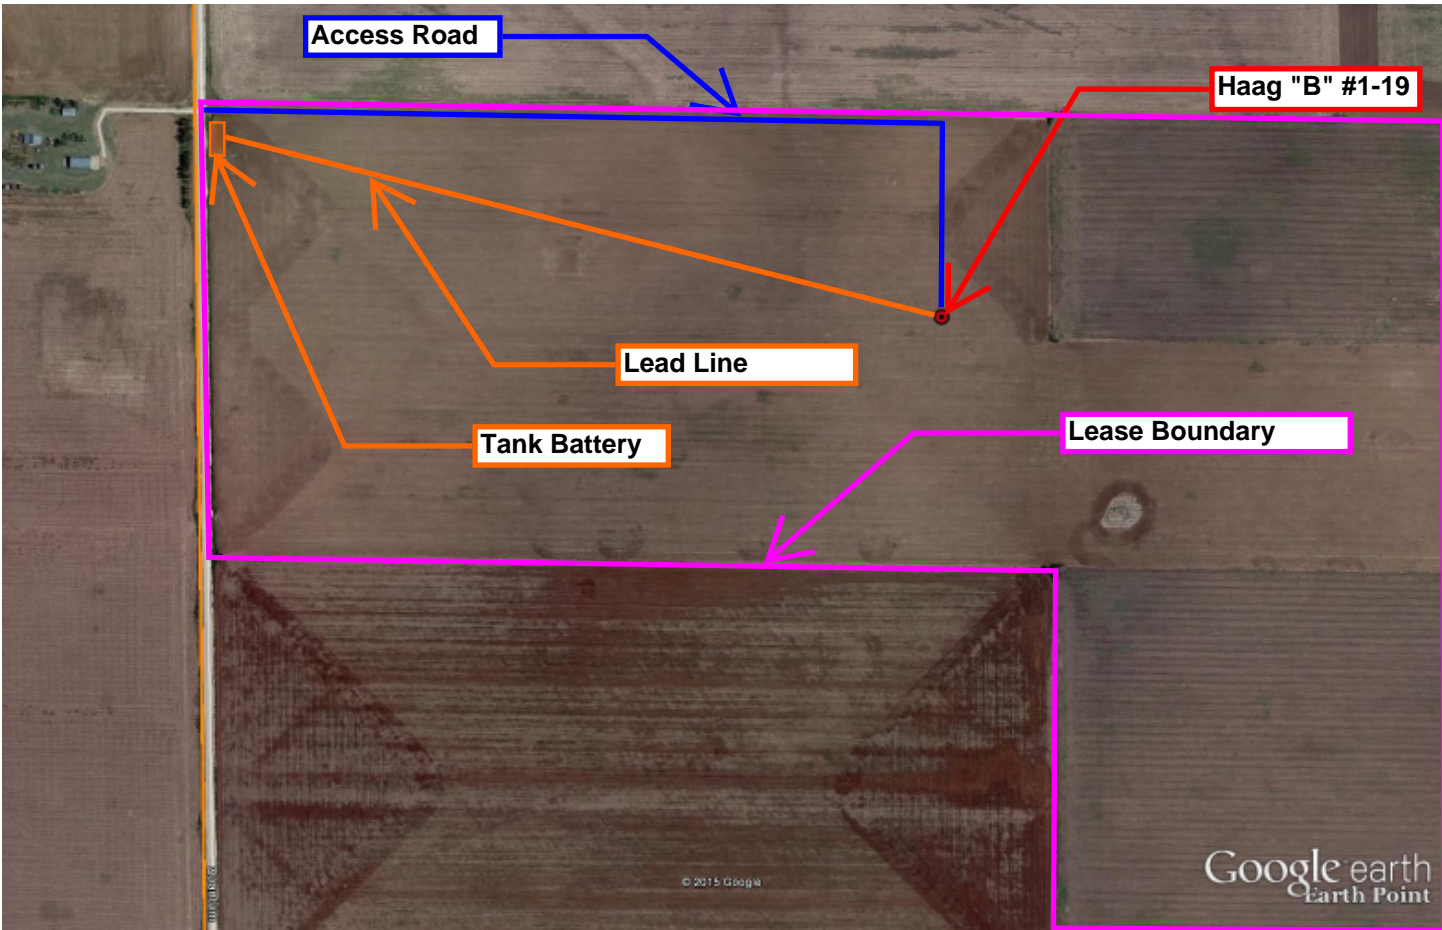 Access Road
Haag "B" #1-19
Lead Line
Tank Battery
Lease Boundary
© 2015 Google
Google earth
Earth Point